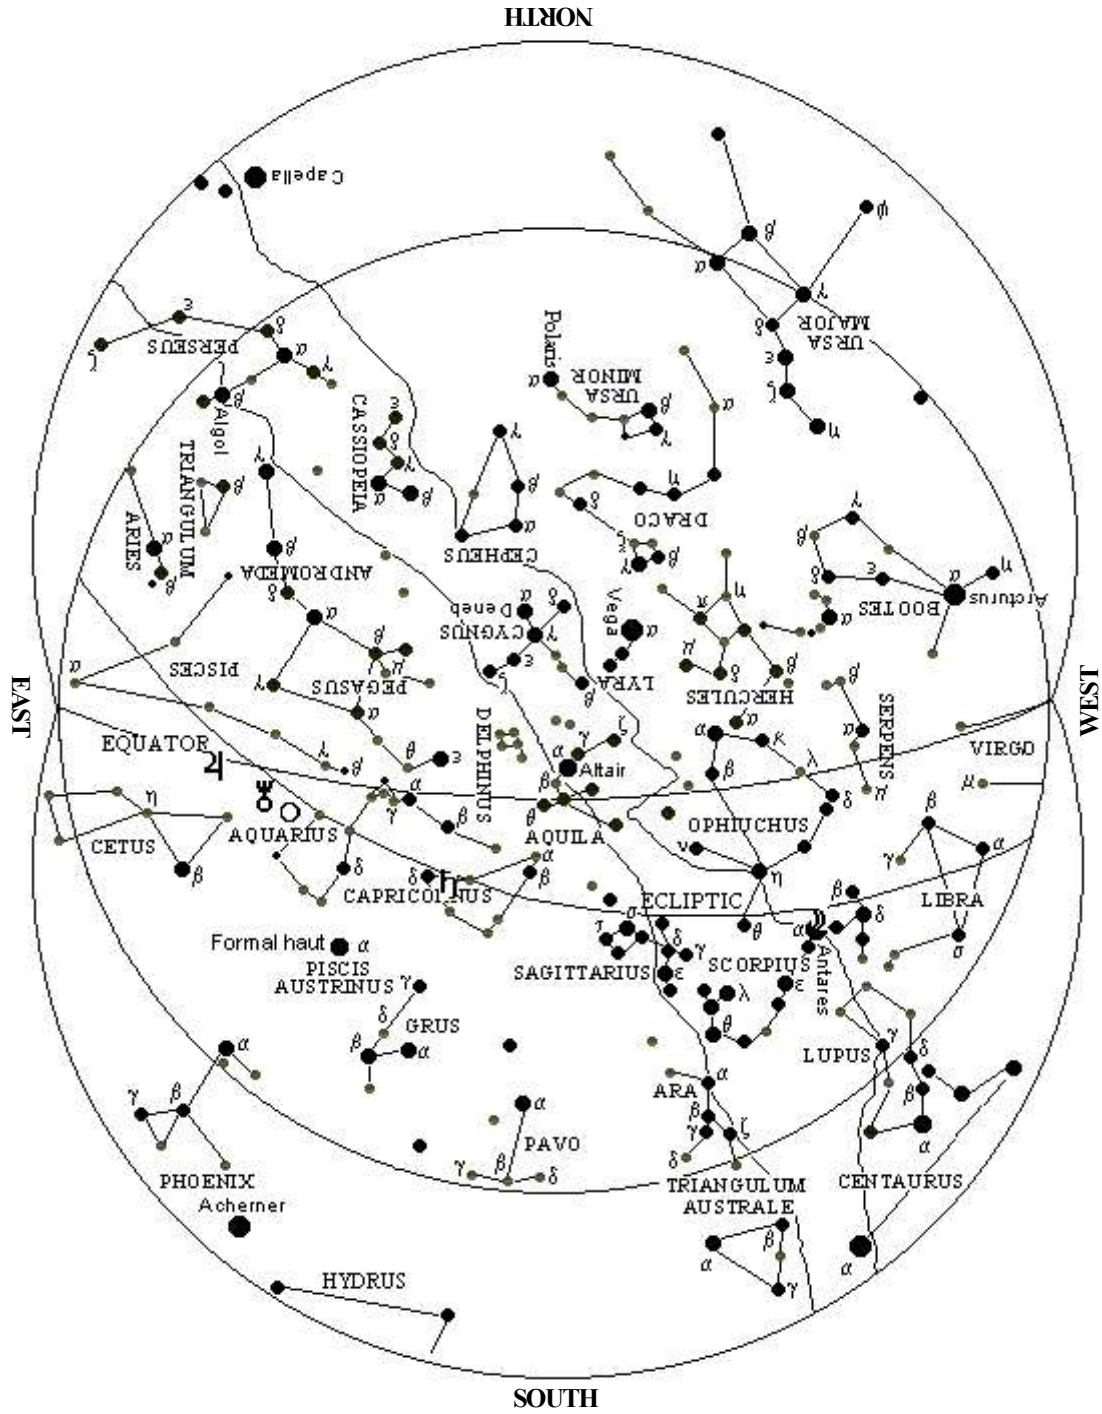 NORTH
Capella
φ
β
α
γ
URSA
MAJOR
δ
ε
ζ
η
ε
δ
PERSEUS
ζ
α
γ
β
Algol
Polaris
α
URSA
MINOR
β
γ
α
CASSIOPEIA
ε
δ
γ
α
β
γ
β
α
CEPHEUS
TRIANGULUM
β
γ
ARIES
α
β
β
ANDROMEDA
δ
α
η
δ
DRACO
ξ
β
γ
γ
β
δ
ε
α
η
BOOTES
Arcturus
α
Deneb
α
δ
CYGNUS
γ
ε
ζ
β
Vega
α
LYRA
η
π
μ
δ
β
HERCULES
α
PISCES
α
β
μ
PEGASUS
γ
α
θ
ε
γ
β
EAST
WEST
EQUATOR
DELPHINUS
ζ
γ
α
Altair
β
θ
AQUILA
α
κ
β
λ
δ
OPHIUCHUS
ν
η
θ
SERPENS
α
μ
VIRGO
μ
β
γ
α
LIBRA
σ
η
CETUS
β
AQUARIUS
γ
α
β
δ
CAPRICORNUS
α
β
δ
ECLIPTIC
σ
τ
δ
γ
SAGITTARIUS
ε
β
δ
α
SCORPIUS
Antares
ε
λ
θ
Formal haut
α
PISCIS
AUSTRINUS
γ
δ
GRUS
β
α
γ
LUPUS
δ
β
α
α
γ
β
PHOENIX
Acherner
α
PAVO
γ
β
δ
ARA
α
β
γ
ζ
δ
TRIANGULUM
AUSTRALE
CENTAURUS
α
β
γ
α
HYDRUS
SOUTH